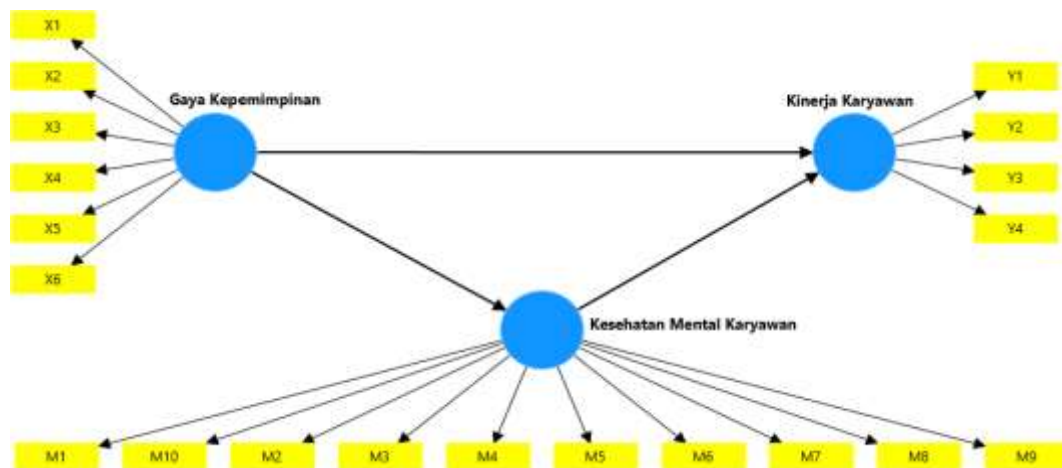 X1
X2
X3
X4
X5
X6
Gaya Kepemimpinan
Kinerja Karyawan
Y1
Y2
Y3
Y4
Kesehatan Mental Karyawan
M1 M10 M2 M3 M4 M5 M6 M7 M8 M9